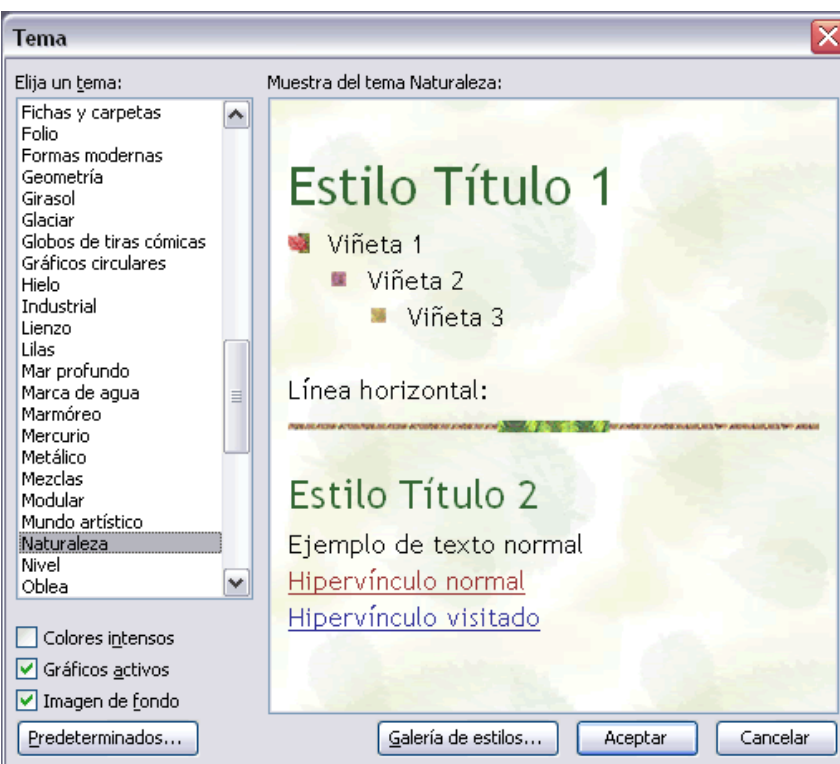 Tema
Elija un tema:
Fichas y carpetas
Folio
Formas modernas
Geometría
Girasol
Glaciar
Globos de tiras cómicas
Gráficos circulares
Hielo
Industrial
Lienzo
Lilas
Mar profundo
Marca de agua
Marmóreo
Mercurio
Metálico
Mezclas
Modular
Mundo artístico
Naturaleza
Nivel
Oblea
Colores intensos
Gráficos activos
Imagen de fondo
Muestra del tema Naturaleza:
Estilo Título 1
Viñeta 1
Viñeta 2
Viñeta 3
Línea horizontal:
Estilo Título 2
Ejemplo de texto normal
Hipervínculo normal
Hipervínculo visitado
Predeterminados...
Galería de estilos...
Aceptar
Cancelar